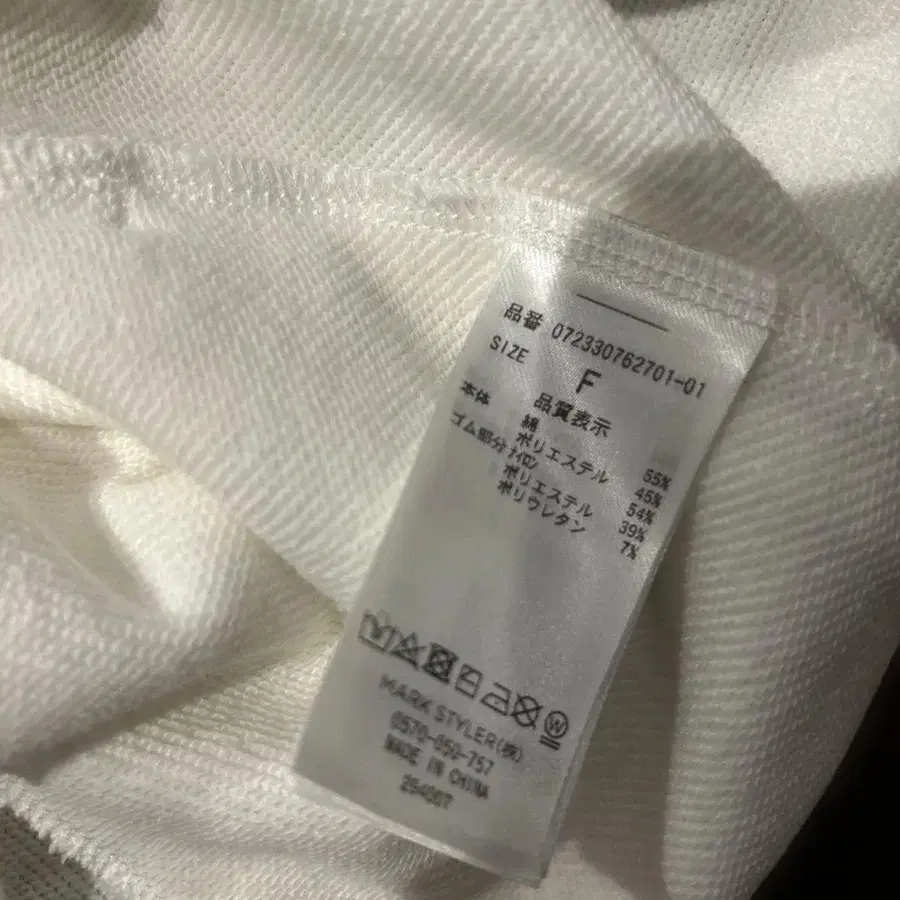 品番 072330762701-01
SIZE F
品質表示
本体 綿 55%
ポリエステル 45%
ゴム部分 ナイロン 54%
ポリエステル 39%
ポリウレタン 7%
W
MARK STYLER(株)
0570-050-757
MADE IN CHINA